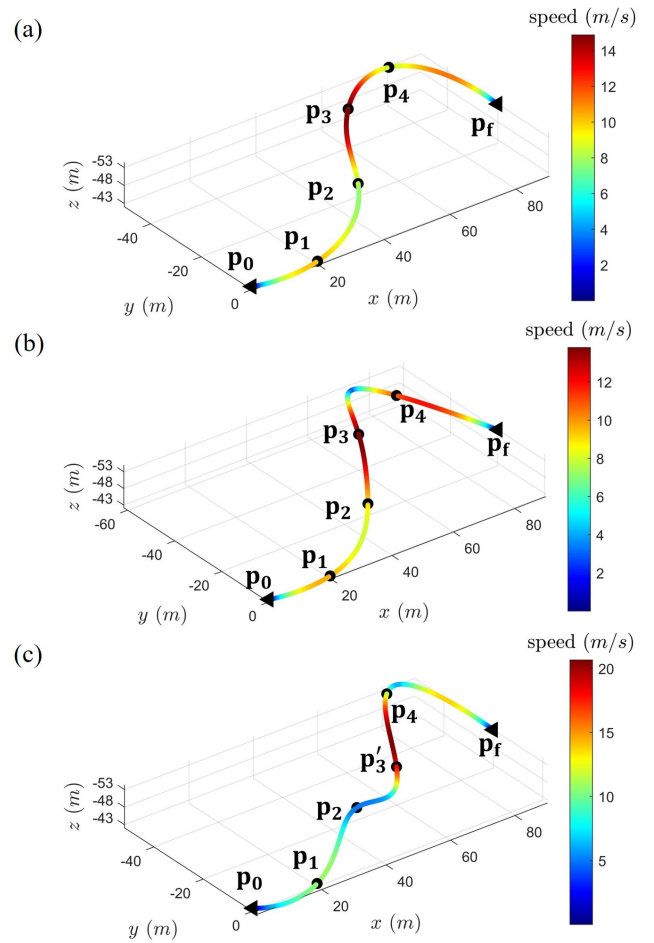 (a)
speed (m/s)
14
12
10
8
6
4
2
p4
p3
pf
p2
p1
p0
-53
-48
-43
z (m)
-40
-20
0
y (m)
20
40
60
80
x (m)
(b)
speed (m/s)
12
10
8
6
4
2
p4
p3
pf
p2
p1
p0
-53
-48
-43
z (m)
-60
-40
-20
0
y (m)
20
40
60
80
x (m)
(c)
speed (m/s)
20
15
10
5
p4
pf
p3′
p2
p1
p0
-53
-48
-43
z (m)
-40
-20
0
y (m)
20
40
60
80
x (m)